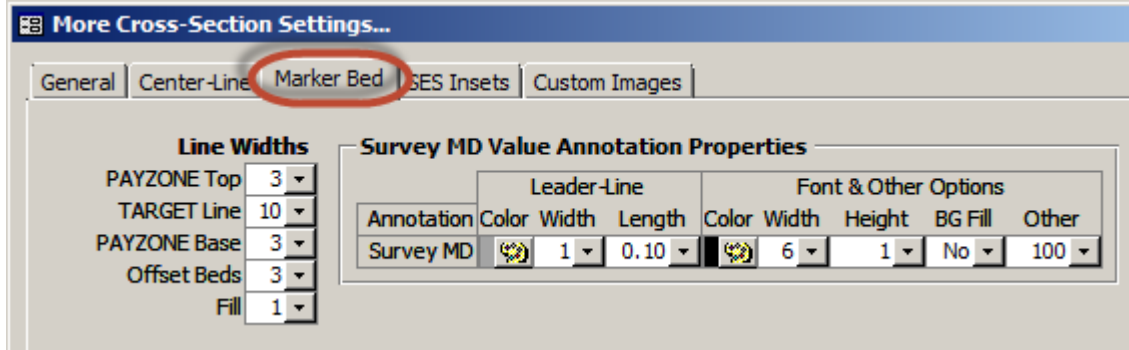 More Cross-Section Settings...
General Center-Line Marker Bed SES Insets Custom Images
Line Widths
PAYZONE Top 3
TARGET Line 10
PAYZONE Base 3
Offset Beds 3
Fill 1
Survey MD Value Annotation Properties
Leader-Line Font & Other Options
Annotation Color Width Length Color Width Height BG Fill Other
Survey MD 1 0.10 6 1 No 100